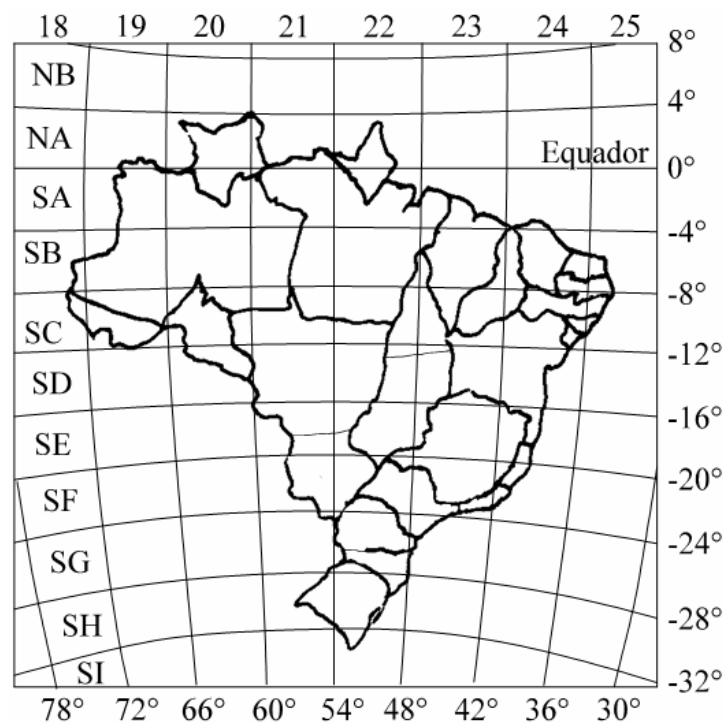 18 19 20 21 22 23 24 25
8°
NB
4°
NA
Equador
0°
SA
-4°
SB
-8°
SC
-12°
SD
-16°
SE
-20°
SF
-24°
SG
-28°
SH
SI
-32°
78° 72° 66° 60° 54° 48° 42° 36° 30°